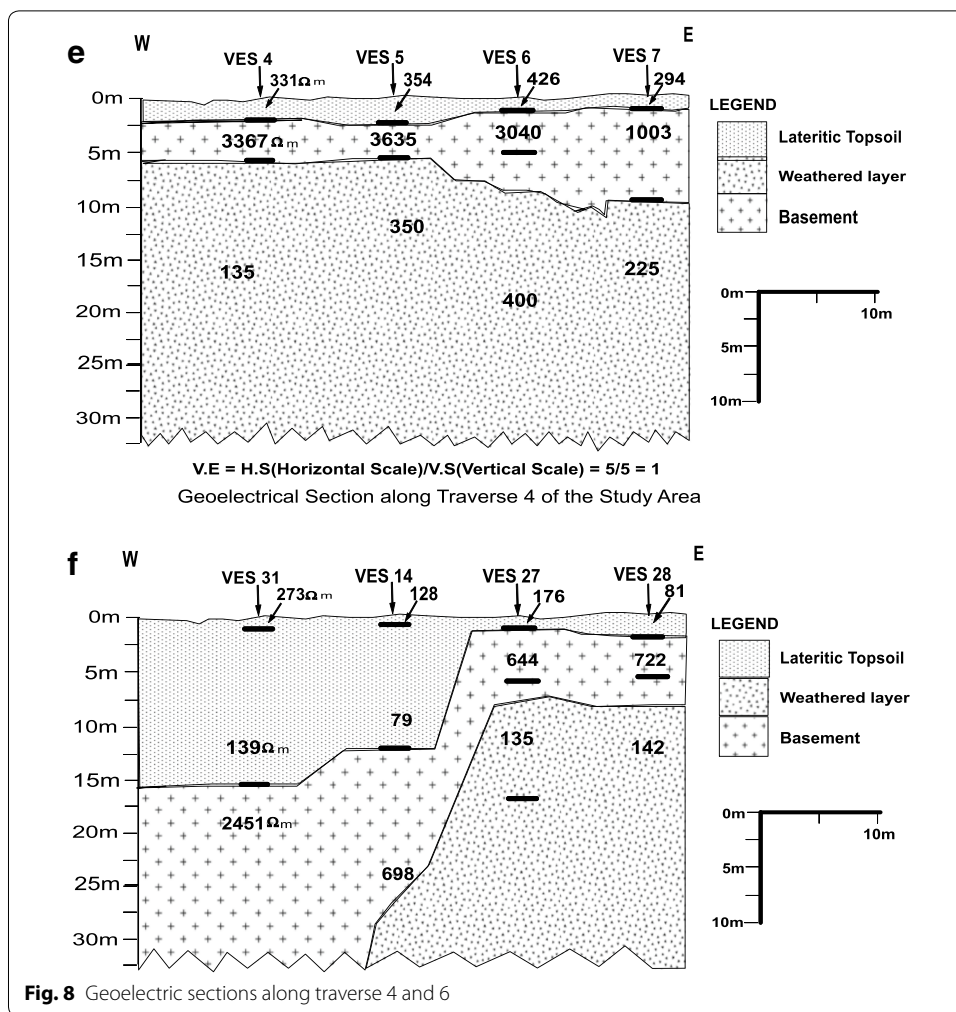 e
W
E
VES 4
VES 5
VES 6
VES 7
331Ωm
354
426
294
0m
5m
10m
15m
20m
25m
30m
3367Ωm
3635
3040
1003
350
135
400
225
LEGEND
Lateritic Topsoil
Weathered layer
Basement
0m
5m
10m
10m
V.E = H.S(Horizontal Scale)/V.S(Vertical Scale) = 5/5 = 1
Geoelectrical Section along Traverse 4 of the Study Area
f
W
E
VES 31
VES 14
VES 27
VES 28
273Ωm
128
176
81
0m
5m
10m
15m
20m
25m
30m
644
722
79
139Ωm
135
142
2451Ωm
698
LEGEND
Lateritic Topsoil
Weathered layer
Basement
0m
5m
10m
10m
Fig. 8 Geoelectric sections along traverse 4 and 6